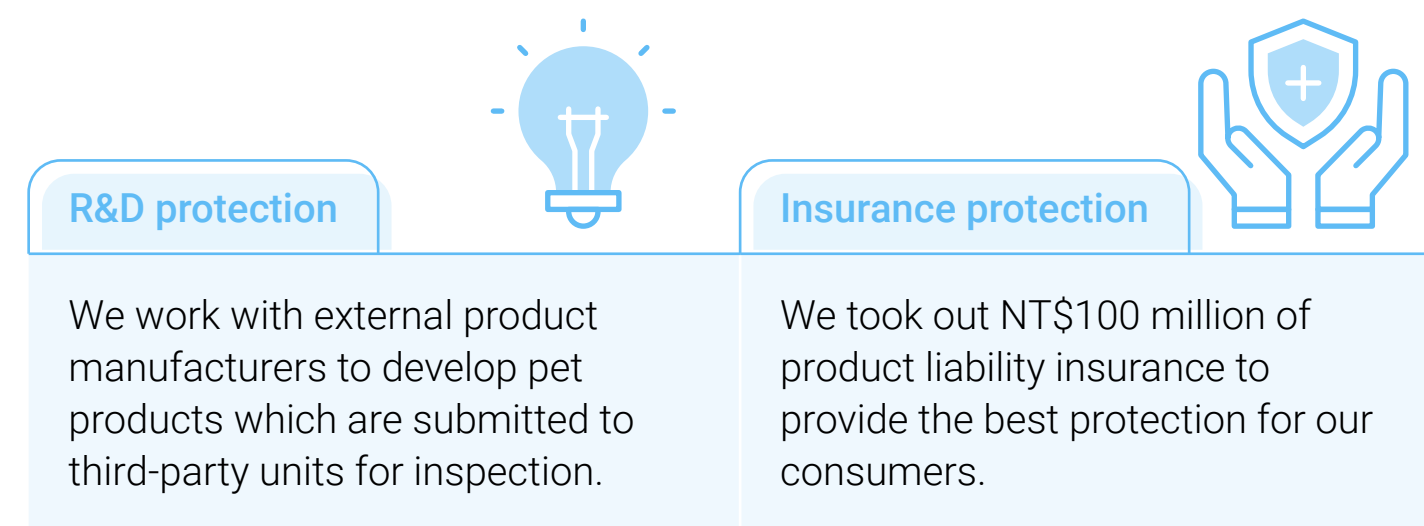 R&D protection
We work with external product
manufacturers to develop pet
products which are submitted to
third-party units for inspection.
Insurance protection
We took out NT$100 million of
product liability insurance to
provide the best protection for our
consumers.